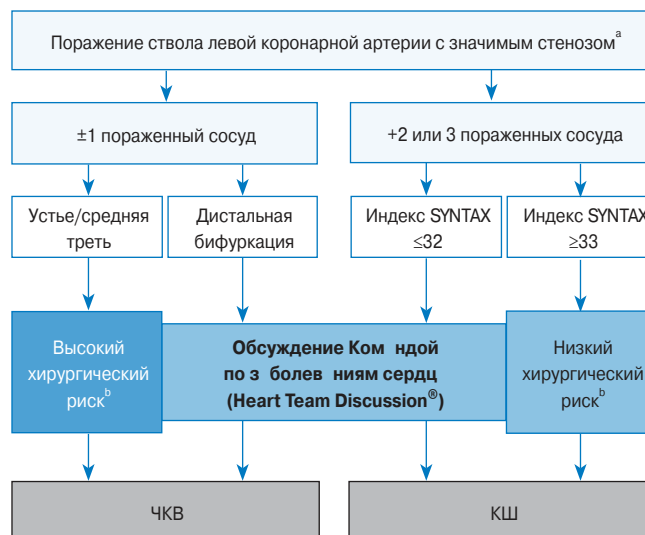 Поражение ствола левой коронарной артерии с значимым стенозом^a
±1 пораженный сосуд
+2 или 3 пораженных сосуда
Устье/средняя
треть
Дистальная
бифуркация
Индекс SYNTAX
≤32
Индекс SYNTAX
≥33
Высокий
хирургический
риск^b
Обсуждение Ком ндой
по з болев ниям сердц
(Heart Team Discussion®)
Низкий
хирургический
риск^b
ЧКВ
КШ